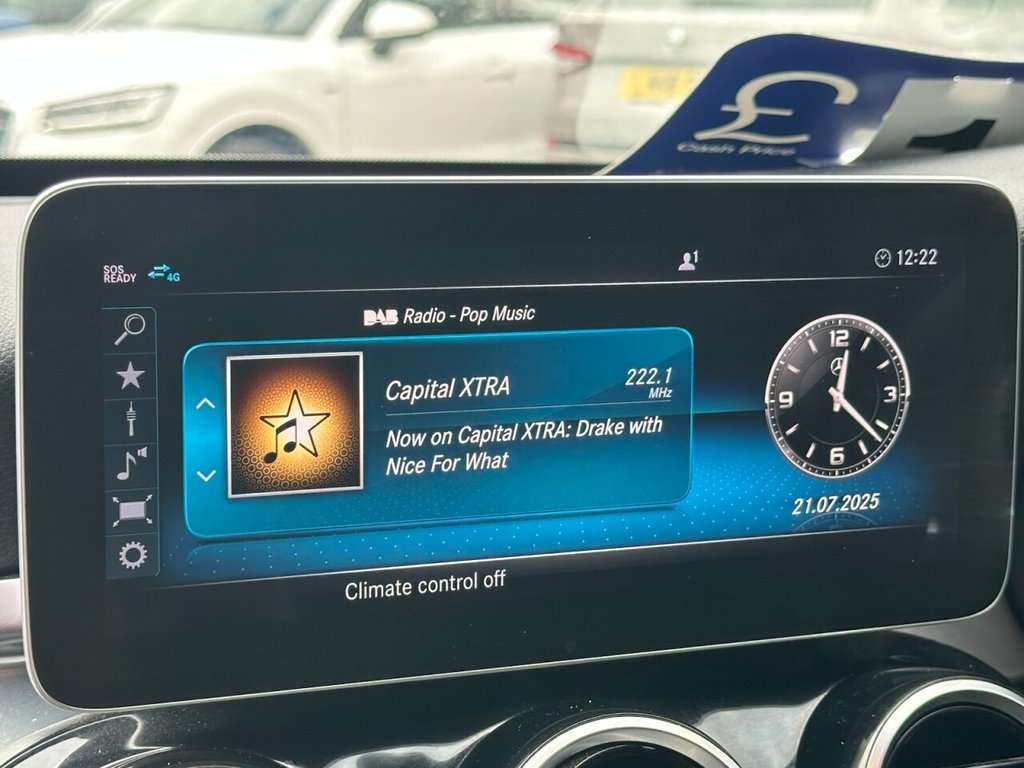 £
Cash Price
1
SOS
READY
4G
1
12:22
DAB Radio - Pop Music
Capital XTRA
222.1
MHz
Now on Capital XTRA: Drake with
Nice For What
12
3
6
9
21.07.2025
Climate control off